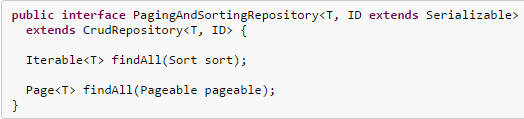 public interface PagingAndSortingRepository<T, ID extends Serializable>
  extends CrudRepository<T, ID> {

  Iterable<T> findAll(Sort sort);

  Page<T> findAll(Pageable pageable);
}